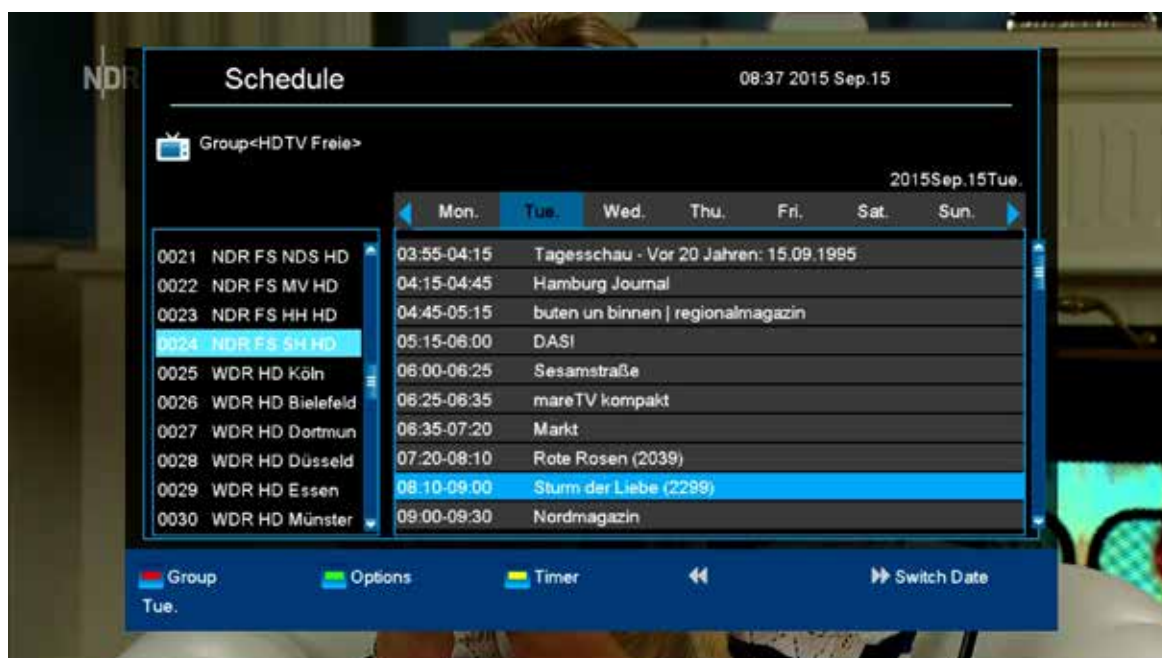 NDR
Schedule
08:37 2015 Sep.15
Group<HDTV Freie>
2015Sep.15Tue.
Mon. Tue. Wed. Thu. Fri. Sat. Sun.
0021 NDR FS NDS HD
0022 NDR FS MV HD
0023 NDR FS HH HD
0024 NDR FS SH HD
0025 WDR HD Köln
0026 WDR HD Bielefeld
0027 WDR HD Dortmun
0028 WDR HD Düsseld
0029 WDR HD Essen
0030 WDR HD Münster
03:55-04:15 Tagesschau - Vor 20 Jahren: 15.09.1995
04:15-04:45 Hamburg Journal
04:45-05:15 buten un binnen | regionalmagazin
05:15-06:00 DAS!
06:00-06:25 Sesamstraße
06:25-06:35 mareTV kompakt
06:35-07:20 Markt
07:20-08:10 Rote Rosen (2039)
08:10-09:00 Sturm der Liebe (2299)
09:00-09:30 Nordmagazin
Group Options Timer Switch Date
Tue.